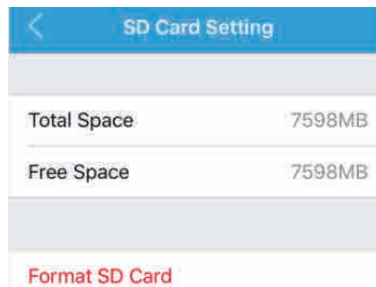 SD Card Setting
Total Space 7598MB
Free Space 7598MB
Format SD Card